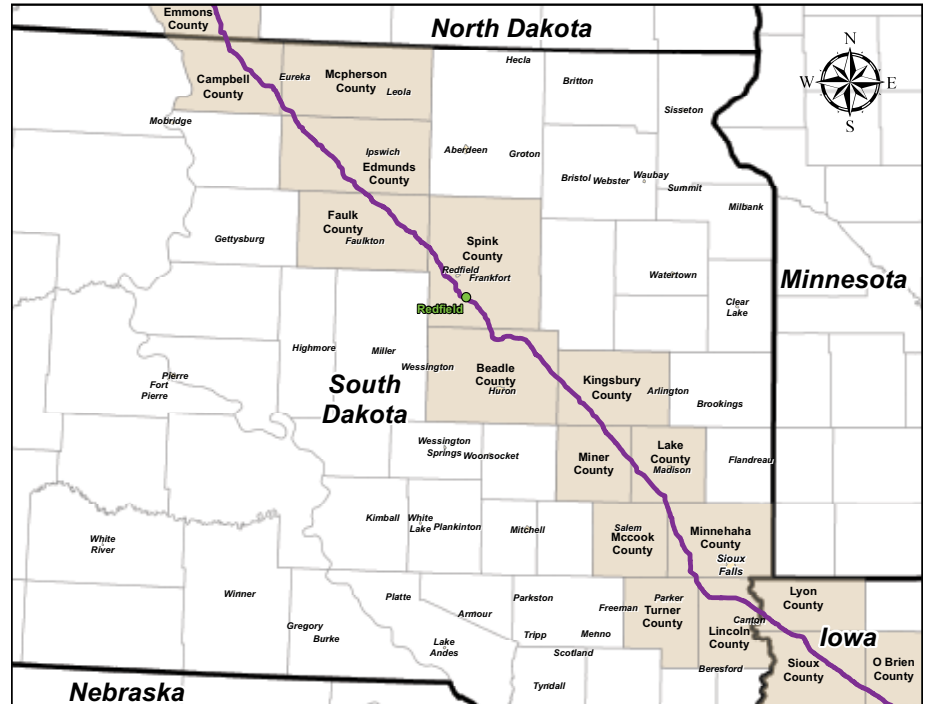 Emmons
County
North Dakota
N
W
E
S
Hecla
Campbell
County
Eureka
Mcpherson
County
Leola
Britton
Sisseton
Mobridge
Ipswich
Edmunds
County
Aberdeen
Groton
Bristol
Webster
Waubay
Summit
Milbank
Faulk
County
Faulkton
Gettysburg
Spink
County
Redfield
Frankfort
Redfield
Watertown
Clear
Lake
Minnesota
Highmore
Miller
Wessington
Beadle
County
Huron
Kingsbury
County
Arlington
Brookings
Pierre
Fort
Pierre
South
Dakota
Wessington
Springs
Woonsocket
Miner
County
Lake
County
Madison
Flandreau
Kimball
White
Lake
Plankinton
Mitchell
Salem
Mccook
County
Minnehaha
County
Sioux
Falls
White
River
Winner
Platte
Armour
Parkston
Freeman
Parker
Turner
County
Canton
Lincoln
County
Lyon
County
Iowa
Gregory
Burke
Lake
Andes
Tripp
Menno
Scotland
Beresford
Sioux
County
O Brien
County
Tyndall
Nebraska